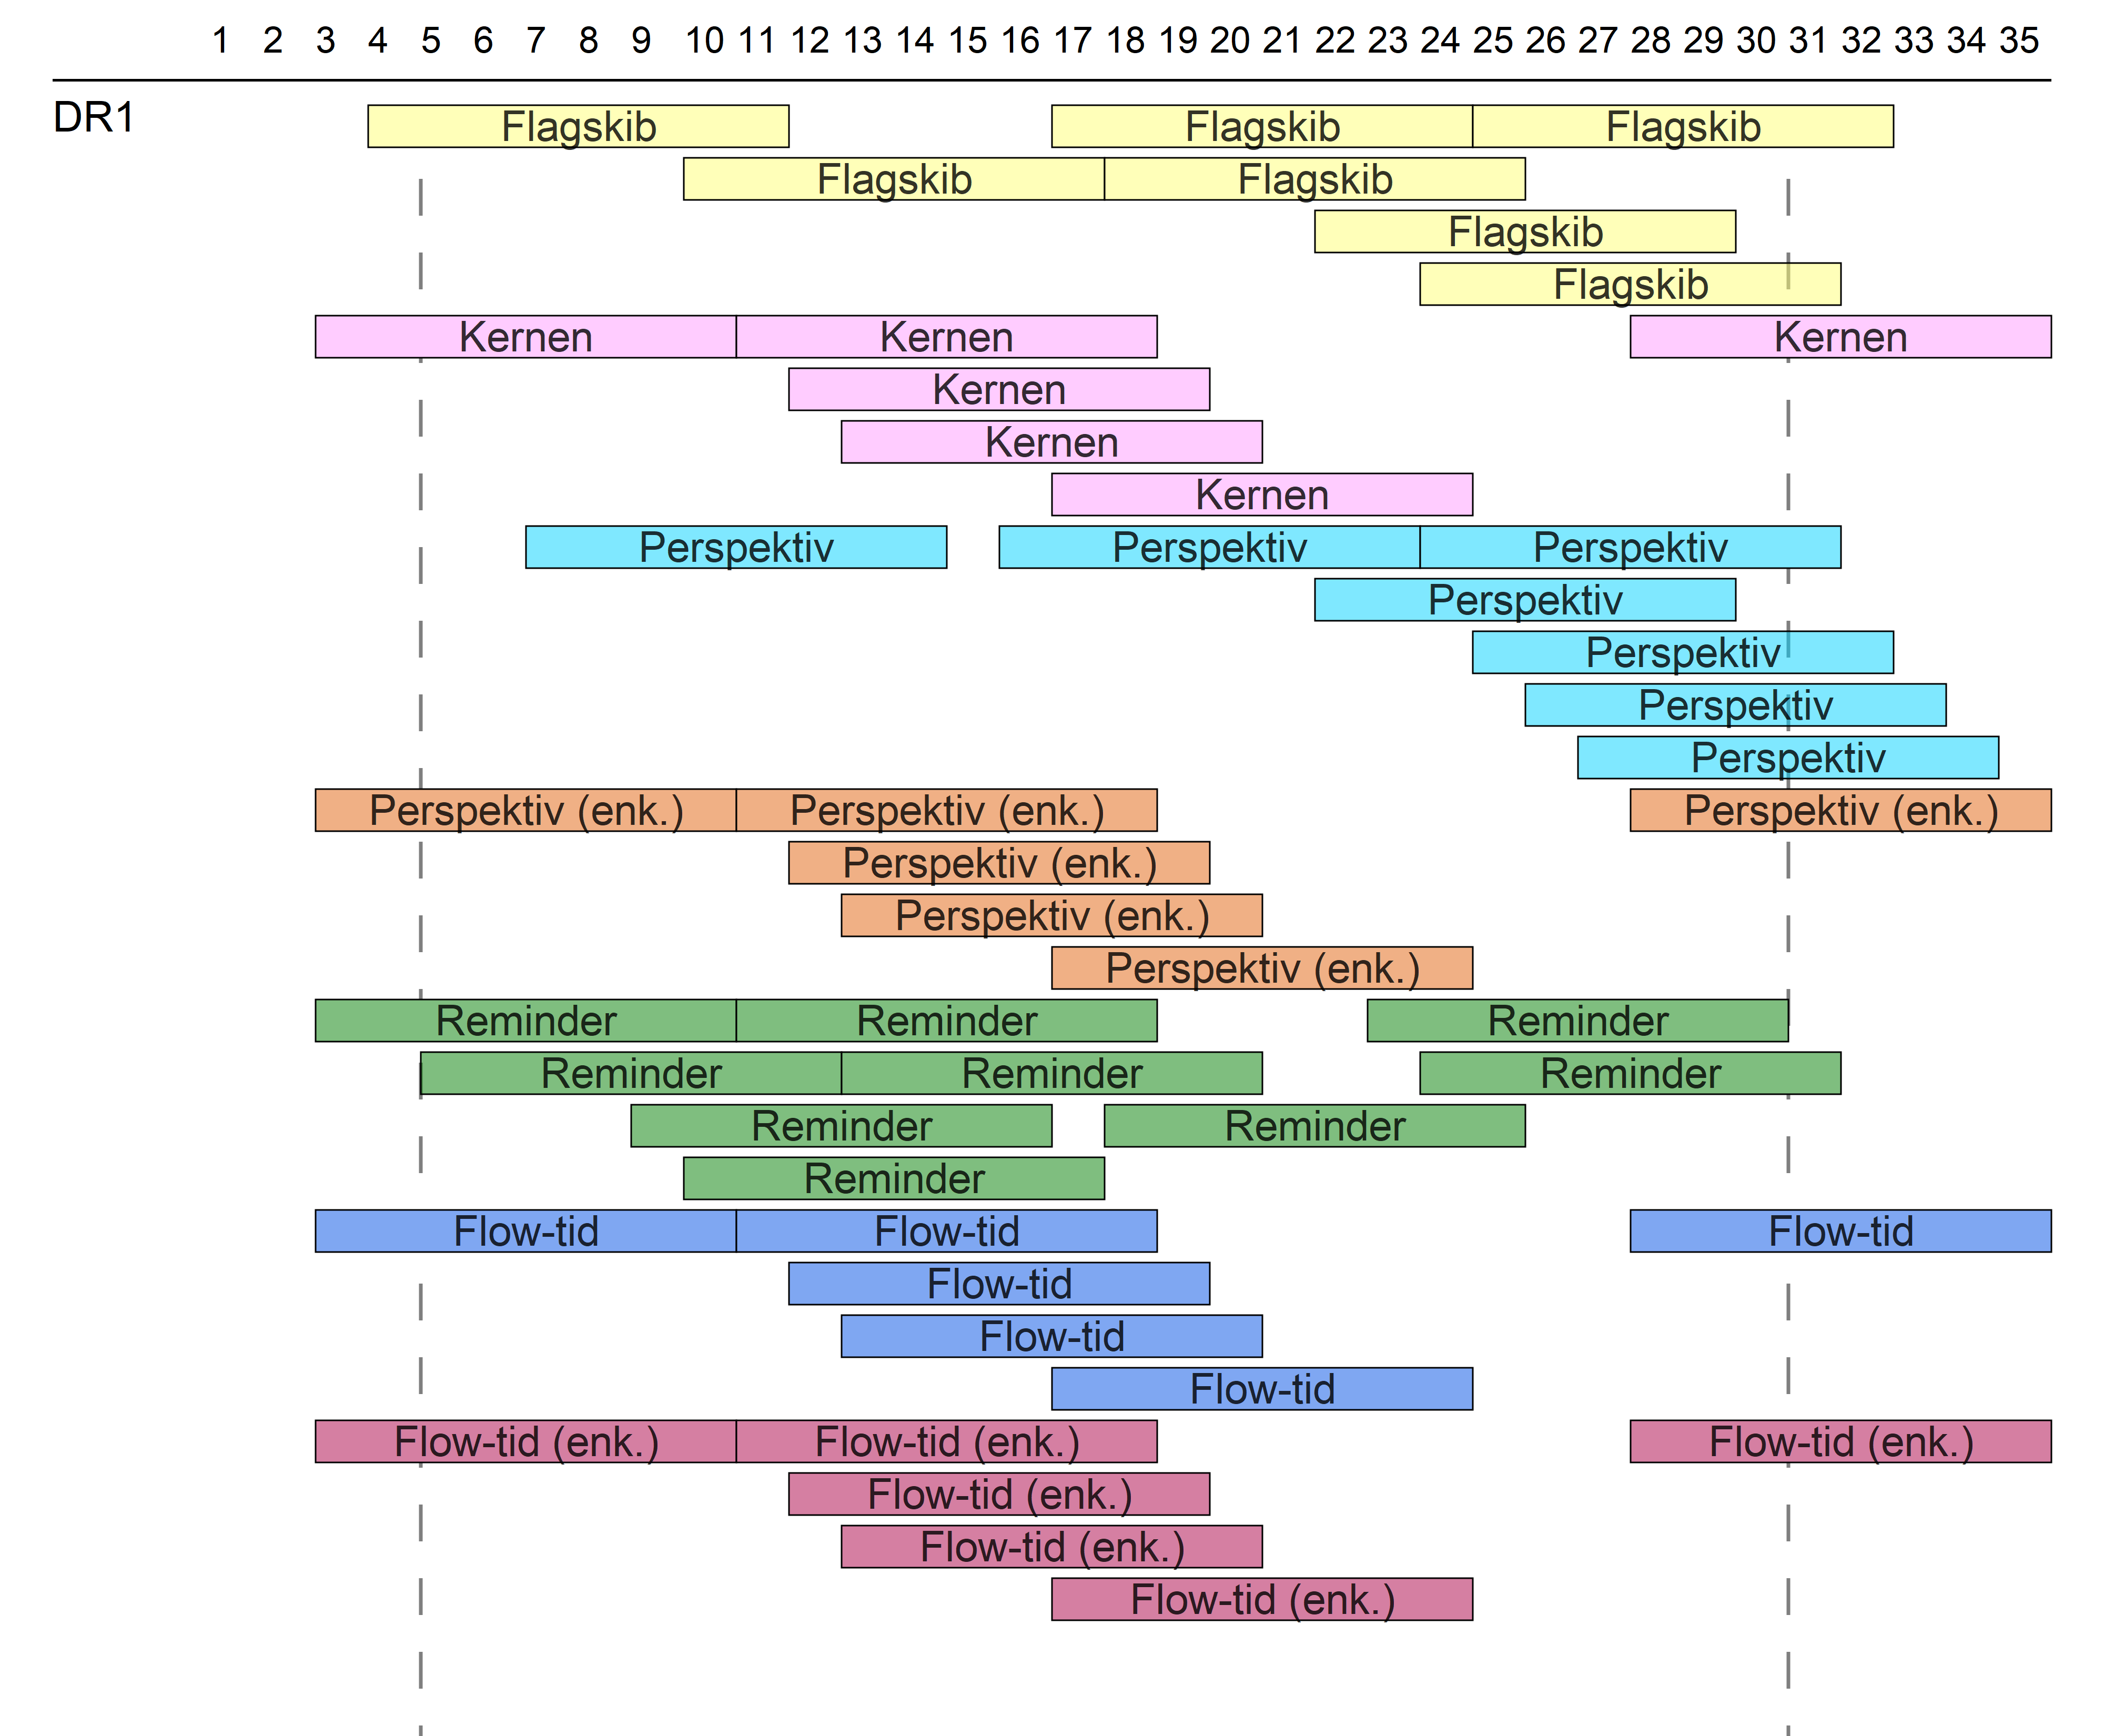 1 2 3 4 5 6 7 8 9 10 11 12 13 14 15 16 17 18 19 20 21 22 23 24 25 26 27 28 29 30 31 32 33 34 35
DR1 Flagskib Flagskib Flagskib
Flagskib Flagskib
Flagskib
Flagskib
Kernen Kernen Kernen
Kernen
Kernen
Kernen
Perspektiv Perspektiv Perspektiv
Perspektiv
Perspektiv
Perspektiv
Perspektiv
Perspektiv (enk.) Perspektiv (enk.) Perspektiv (enk.)
Perspektiv (enk.)
Perspektiv (enk.)
Perspektiv (enk.)
Reminder Reminder Reminder
Reminder Reminder Reminder
Reminder Reminder
Reminder
Flow-tid Flow-tid Flow-tid
Flow-tid
Flow-tid
Flow-tid
Flow-tid (enk.) Flow-tid (enk.) Flow-tid (enk.)
Flow-tid (enk.)
Flow-tid (enk.)
Flow-tid (enk.)